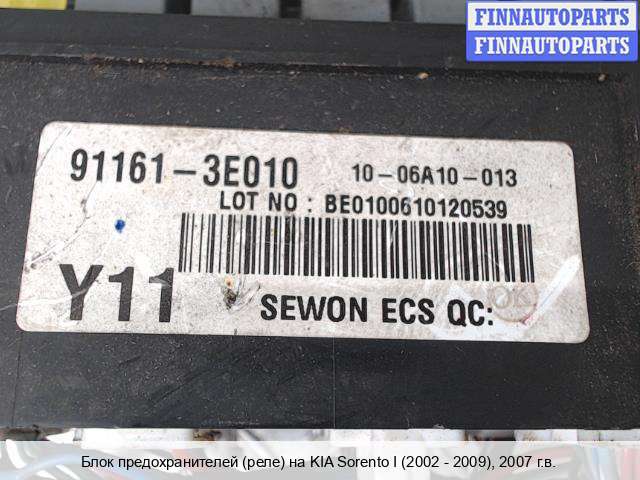 FINNAUTOPARTS
FINNAUTOPARTS
91161-3E010 10-06A10-013
LOT NO : BE0100610120539
Y11 SEWON ECS QC:
OK
Блок предохранителей (реле) на KIA Sorento I (2002 - 2009), 2007 г.в.